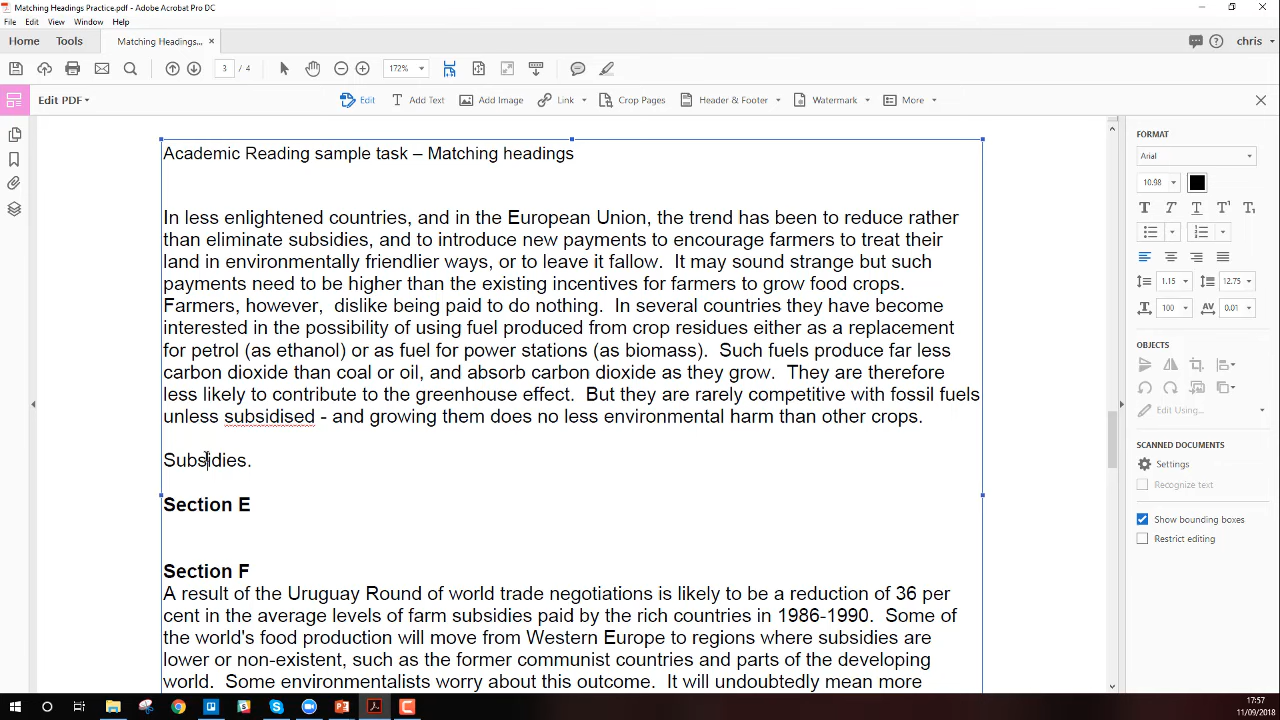 Matching Headings Practice.pdf - Adobe Acrobat Pro DC
File Edit View Window Help
Home Tools Matching Headings... × chris
3 / 4 172%
Edit PDF Edit Add Text Add Image Link Crop Pages Header & Footer Watermark More
Academic Reading sample task – Matching headings
In less enlightened countries, and in the European Union, the trend has been to reduce rather
than eliminate subsidies, and to introduce new payments to encourage farmers to treat their
land in environmentally friendlier ways, or to leave it fallow. It may sound strange but such
payments need to be higher than the existing incentives for farmers to grow food crops.
Farmers, however, dislike being paid to do nothing. In several countries they have become
interested in the possibility of using fuel produced from crop residues either as a replacement
for petrol (as ethanol) or as fuel for power stations (as biomass). Such fuels produce far less
carbon dioxide than coal or oil, and absorb carbon dioxide as they grow. They are therefore
less likely to contribute to the greenhouse effect. But they are rarely competitive with fossil fuels
unless subsidised - and growing them does no less environmental harm than other crops.
Subsidies.
Section E
Section F
A result of the Uruguay Round of world trade negotiations is likely to be a reduction of 36 per
cent in the average levels of farm subsidies paid by the rich countries in 1986-1990. Some of
the world's food production will move from Western Europe to regions where subsidies are
lower or non-existent, such as the former communist countries and parts of the developing
world. Some environmentalists worry about this outcome. It will undoubtedly mean more
FORMAT
Arial
10.98
T T T T¹ T₁
1.15 12.75
100 AV 0.01
OBJECTS
Edit Using...
SCANNED DOCUMENTS
Settings
Recognize text
Show bounding boxes
Restrict editing
17:57
11/09/2018